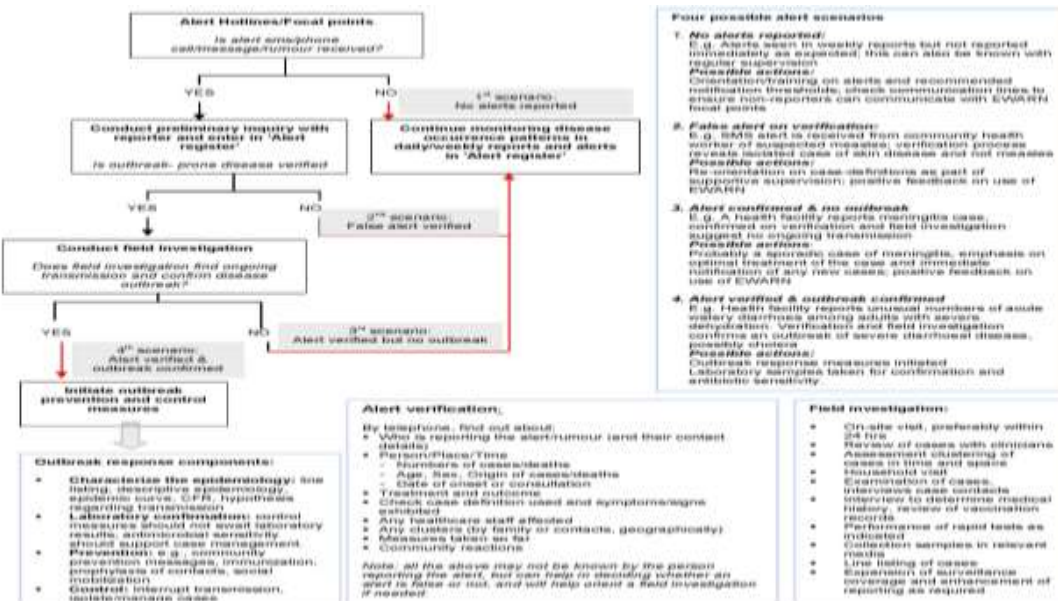 Alert Hotlines/Focal points
Is alert sms/phone
call/message/rumour received?
YES
NO
1st scenario:
No alerts reported
Conduct preliminary inquiry with
reporter and enter in 'Alert
register'
Is outbreak- prone disease verified
Continue monitoring disease
occurrence patterns in
daily/weekly reports and alerts
in 'Alert register'
YES
NO
2nd scenario:
False alert verified
Conduct field investigation
Does field investigation find ongoing
transmission and confirm disease
outbreak?
YES
NO
3rd scenario:
Alert verified but no outbreak
4th scenario:
Alert verified &
outbreak confirmed
Initiate outbreak
prevention and control
measures
Outbreak response components:
• Characterize the epidemiology: line
listing, descriptive epidemiology,
epidemic curve, CFR, hypothesis
regarding transmission
• Laboratory confirmation: control
measures should not await laboratory
results, antimicrobial sensitivity
should support case management.
• Prevention: e.g., community
prevention messages, immunization,
prophylaxis of contacts, social
mobilization
• Control: interrupt transmission,
isolate/manage cases
Alert verification;
By telephone, find out about:
• Who is reporting the alert/rumour (and their contact
details)
• Person/Place/Time
- Numbers of cases/deaths
- Age, Sex, Origin of cases/deaths
- Date of onset or consultation
• Treatment and outcome
• Check case definition used and symptoms/signs
exhibited
• Any healthcare staff affected
• Any clusters (by family or contacts, geographically)
• Measures taken so far
• Community reactions
Note: all the above may not be known by the person
reporting the alert, but can help in deciding whether an
alert is false or not, and will help orient a field investigation
if needed
Four possible alert scenarios
1. No alerts reported:
E.g. Alerts seen in weekly reports but not reported
immediately as expected; this can also be known with
regular supervision
Possible actions:
Orientation/training on alerts and recommended
notification thresholds, check communication lines to
ensure non-reporters can communicate with EWARN
focal points
2. False alert on verification:
E.g. SMS alert is received from community health
worker of suspected measles; verification process
reveals isolated case of skin disease and not measles
Possible actions:
Re-orientation on case-definitions as part of
supportive supervision; positive feedback on use of
EWARN
3. Alert confirmed & no outbreak
E.g. A health facility reports meningitis case,
confirmed on verification and field investigation
suggest no ongoing transmission
Possible actions
Probably a sporadic case of meningitis, emphasis on
optimal treatment of the case and immediate
notification of any new cases; positive feedback on
use of EWARN
4. Alert verified & outbreak confirmed
E.g. Health facility reports unusual numbers of acute
watery diarrhoea among adults with severe
dehydration. Verification and field investigation
confirms an outbreak of severe diarrhoeal disease,
possibly cholera
Possible actions:
Outbreak response measures initiated
Laboratory samples taken for confirmation and
antibiotic sensitivity
Field investigation:
• On-site visit, preferably within
24 hrs
• Review of cases with clinicians
• Assessment clustering of
cases in time and space
• Household visit
• Examination of cases,
interviews case contacts
• Interview to determine medical
history, review of vaccination
records
• Performance of rapid tests as
indicated
• Collection samples in relevant
media
• Line listing of cases
• Expansion of surveillance
coverage and enhancement of
reporting as required